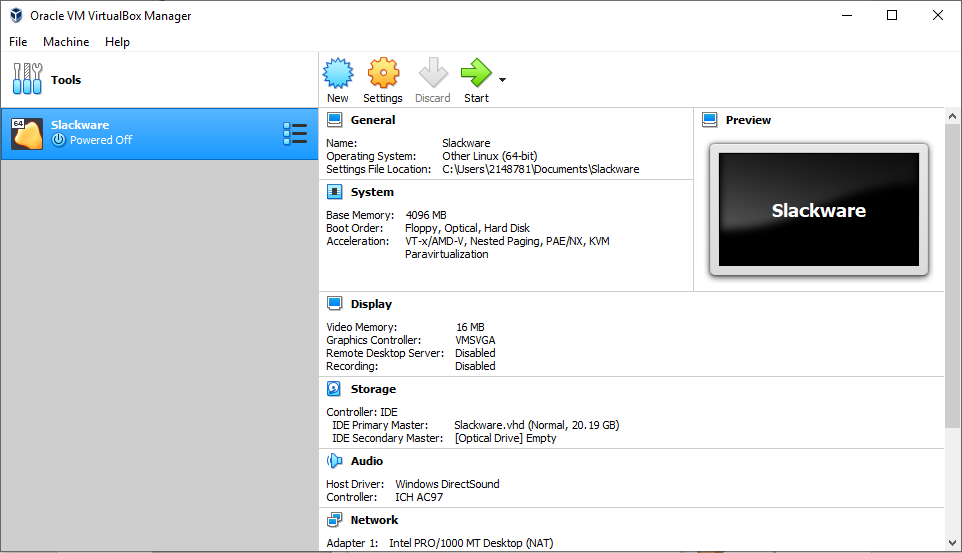 Oracle VM VirtualBox Manager
File Machine Help
Tools
New Settings Discard Start
64
Slackware
Powered Off
General
Name: Slackware
Operating System: Other Linux (64-bit)
Settings File Location: C:\Users\2148781\Documents\Slackware
Preview
Slackware
System
Base Memory: 4096 MB
Boot Order: Floppy, Optical, Hard Disk
Acceleration: VT-x/AMD-V, Nested Paging, PAE/NX, KVM
Paravirtualization
Display
Video Memory: 16 MB
Graphics Controller: VMSVGA
Remote Desktop Server: Disabled
Recording: Disabled
Storage
Controller: IDE
IDE Primary Master: Slackware.vhd (Normal, 20.19 GB)
IDE Secondary Master: [Optical Drive] Empty
Audio
Host Driver: Windows DirectSound
Controller: ICH AC97
Network
Adapter 1: Intel PRO/1000 MT Desktop (NAT)